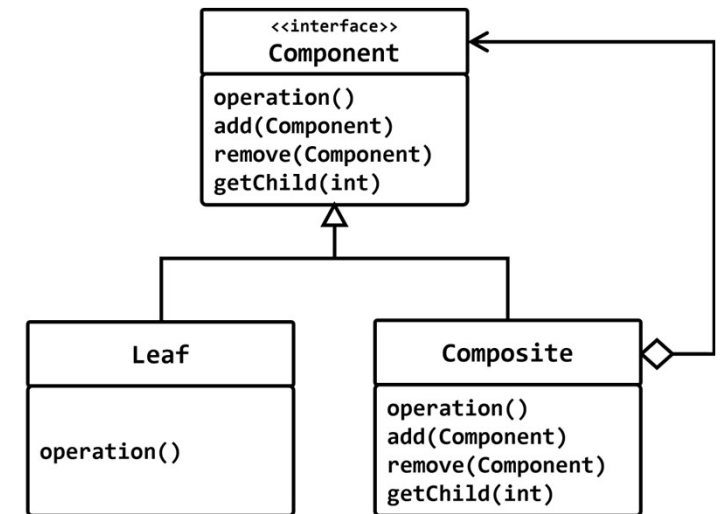 <<interface>>
Component
operation()
add(Component)
remove(Component)
getChild(int)
Leaf
operation()
Composite
operation()
add(Component)
remove(Component)
getChild(int)